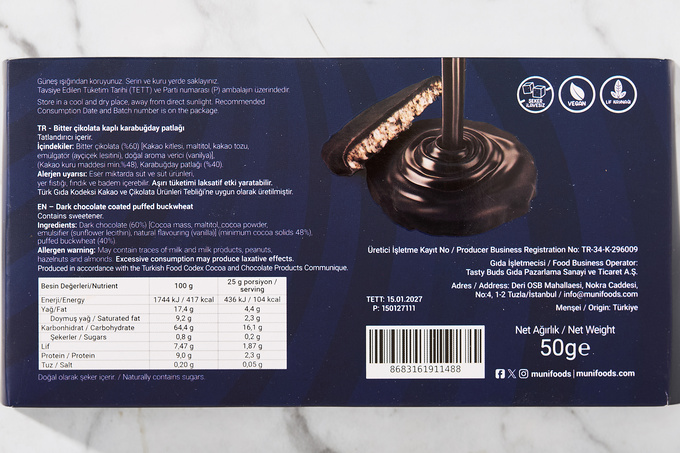 Güneş ışığından koruyunuz. Serin ve kuru yerde saklayınız.
Tavsiye Edilen Tüketim Tarihi (TETT) ve Parti numarası (P) ambalajın üzerindedir.
Store in a cool and dry place, away from direct sunlight. Recommended
Consumption Date and Batch number is on the package.
TR - Bitter çikolata kaplı karabuğday patlağı
Tatlandırıcı içerir.
İçindekiler: Bitter çikolata (%60) [Kakao kitlesi, maltitol, kakao tozu,
emulgatör (ayçiçek lesitini), doğal aroma verici (vanilya)],
(Kakao kuru maddesi min.%48), Karabuğday patlağı (%40).
Alerjen uyarısı: Eser miktarda süt ve süt ürünleri,
yer fıstığı, fındık ve badem içerebilir. Aşırı tüketimi laksatif etki yaratabilir.
Türk Gıda Kodeksi Kakao ve Çikolata Ürünleri Tebliği'ne uygun olarak üretilmiştir.
EN – Dark chocolate coated puffed buckwheat
Contains sweetener.
Ingredients: Dark chocolate (60%) [Cocoa mass, maltitol, cocoa powder,
emulsifier (sunflower lecithin), natural flavouring (vanilla)] (minimum cocoa solids 48%),
puffed buckwheat (40%).
Allergen warning: May contain traces of milk and milk products, peanuts,
hazelnuts and almonds. Excessive consumption may produce laxative effects.
Produced in accordance with the Turkish Food Codex Cocoa and Chocolate Products Communique.
Besin Değerleri/Nutrient 100 g 25 g porsiyon / serving
Enerji/Energy 1744 kJ / 417 kcal 436 kJ / 104 kcal
Yağ/Fat 17,4 g 4,4 g
Doymuş yağ / Saturated fat 9,2 g 2,3 g
Karbonhidrat / Carbohydrate 64,4 g 16,1 g
Şekerler / Sugars 0,8 g 0,2 g
Lif 7,47 g 1,87 g
Protein / Protein 9,0 g 2,3 g
Tuz / Salt 0,20 g 0,05 g
Doğal olarak şeker içerir. / Naturally contains sugars.
ŞEKER
İLAVESİZ
VEGAN
LİF KAYNAĞI
Üretici İşletme Kayıt No / Producer Business Registration No: TR-34-K-296009
Gıda İşletmecisi / Food Business Operator:
Tasty Buds Gıda Pazarlama Sanayi ve Ticaret A.Ş.
Adres / Address: Deri OSB Mahallesi, Nokra Caddesi,
No:4, 1-2 Tuzla/İstanbul / info@munifoods.com
Menşei / Origin: Türkiye
TETT: 15.01.2027
P: 150127111
8683161911488
Net Ağırlık / Net Weight
50g℮
munifoods | munifoods.com